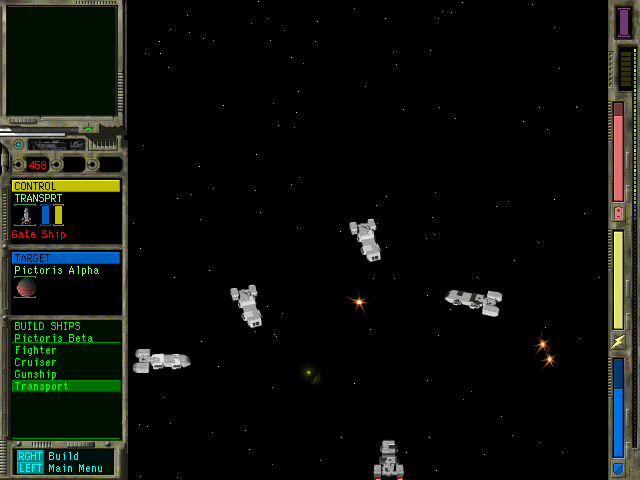 458
CONTROL
TRANSPRT
Gata Ship
TARGET
Pictoris Alpha
BUILD SHIPS
Pictoris Beta
Fighter
Cruiser
Gunship
Transport
RGHT Build
LEFT Main Menu